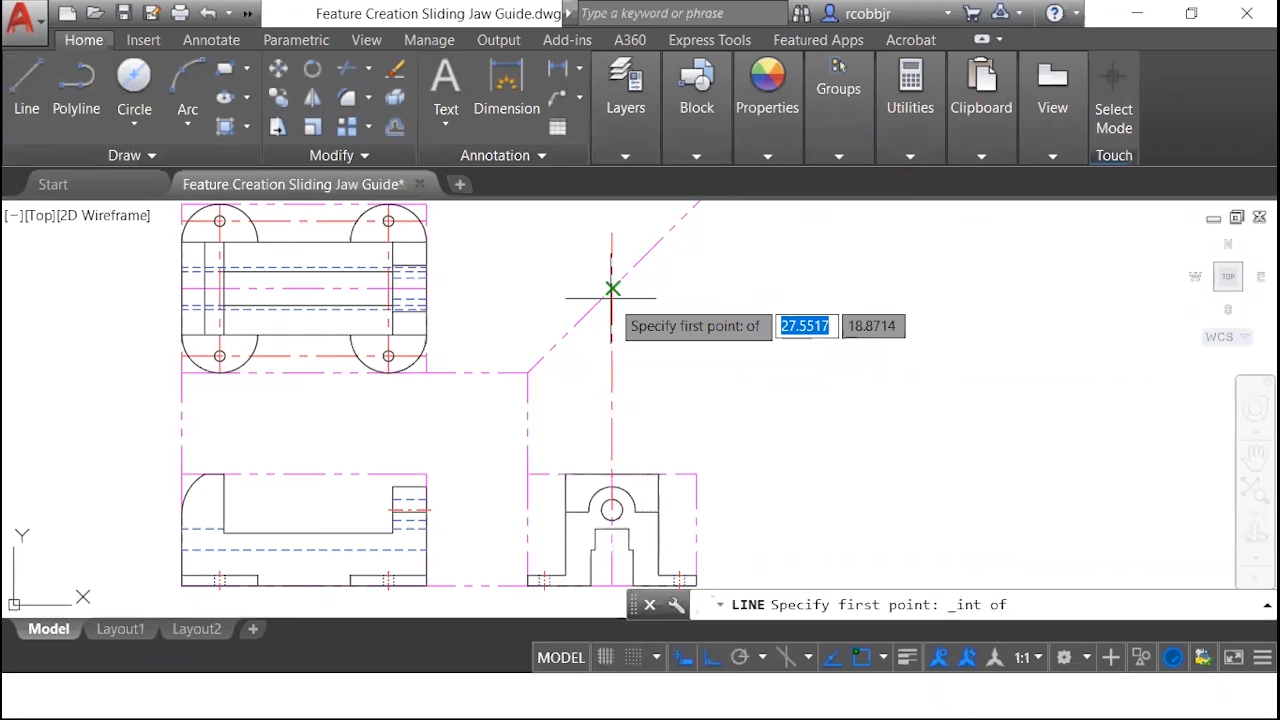 A Feature Creation Sliding Jaw Guide.dwg Type a keyword or phrase rcobbjr ?
Home Insert Annotate Parametric View Manage Output Add-ins A360 Express Tools Featured Apps Acrobat
Line Polyline Circle Arc Text Dimension Layers Block Properties Groups Utilities Clipboard View Select Mode
Draw Modify Annotation Touch
Start Feature Creation Sliding Jaw Guide*
[−][Top][2D Wireframe]
N
W TOP E
S
WCS
Specify first point: of 27.5517 18.8714
Y
X
LINE Specify first point: _int of
Model Layout1 Layout2
MODEL 1:1